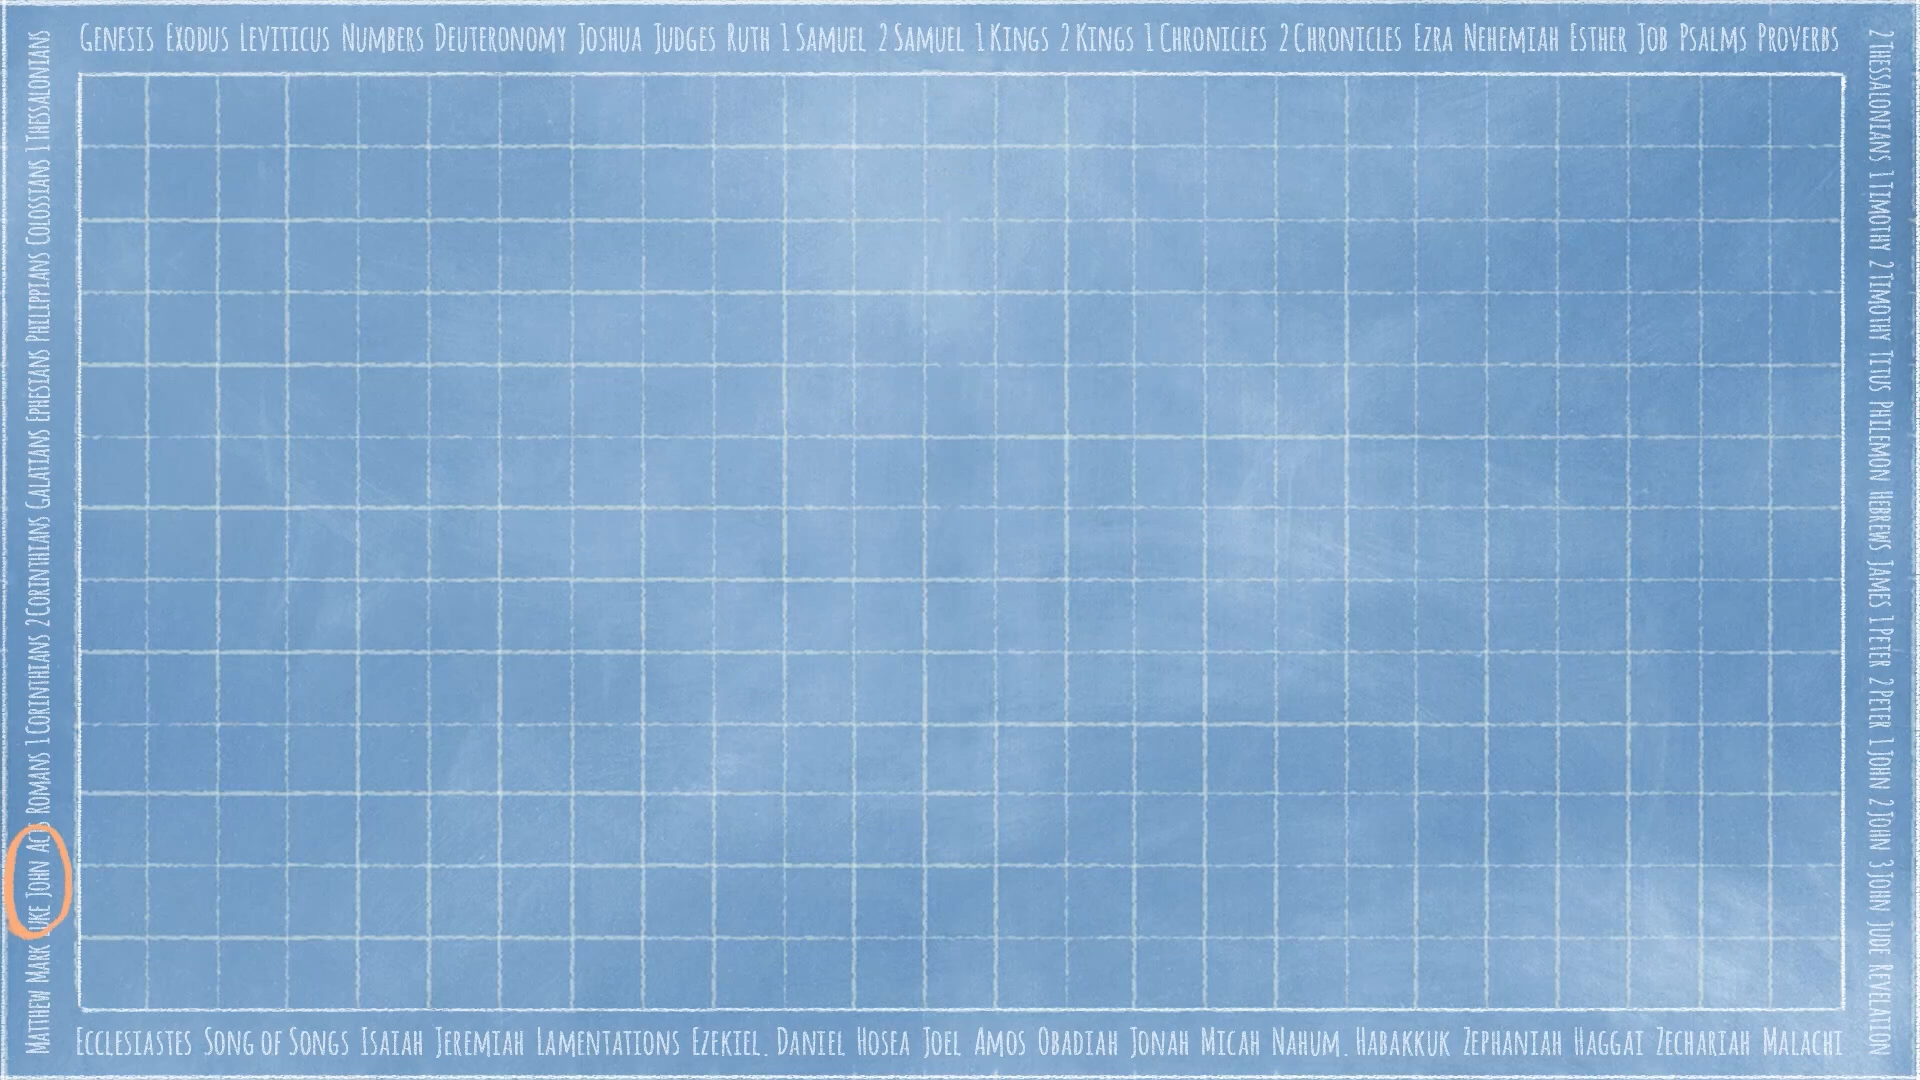 Genesis Exodus Leviticus Numbers Deuteronomy Joshua Judges Ruth 1 Samuel 2 Samuel 1 Kings 2 Kings 1 Chronicles 2 Chronicles Ezra Nehemiah Esther Job Psalms Proverbs
Ecclesiastes Song of Songs Isaiah Jeremiah Lamentations Ezekiel. Daniel Hosea Joel Amos Obadiah Jonah Micah Nahum. Habakkuk Zephaniah Haggai Zechariah Malachi
Matthew Mark Luke John Acts Romans 1 Corinthians 2 Corinthians Galatians Ephesians Philippians Colossians 1 Thessalonians
2 Thessalonians 1 Timothy 2 Timothy Titus Philemon Hebrews James 1 Peter 2 Peter 1 John 2 John 3 John Jude Revelation